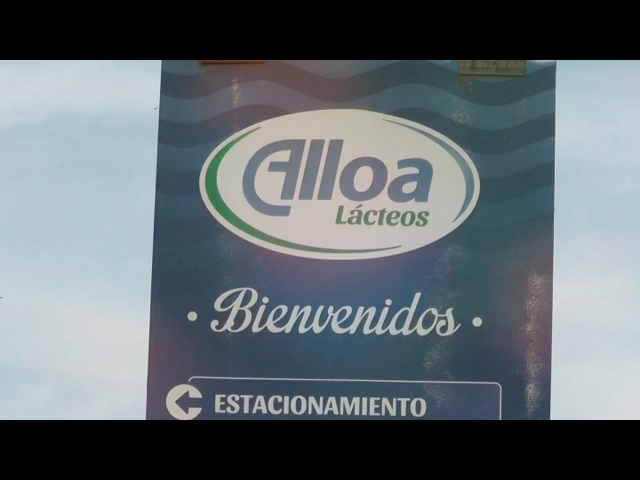 Alloa
Lácteos
• Bienvenidos •
ESTACIONAMIENTO